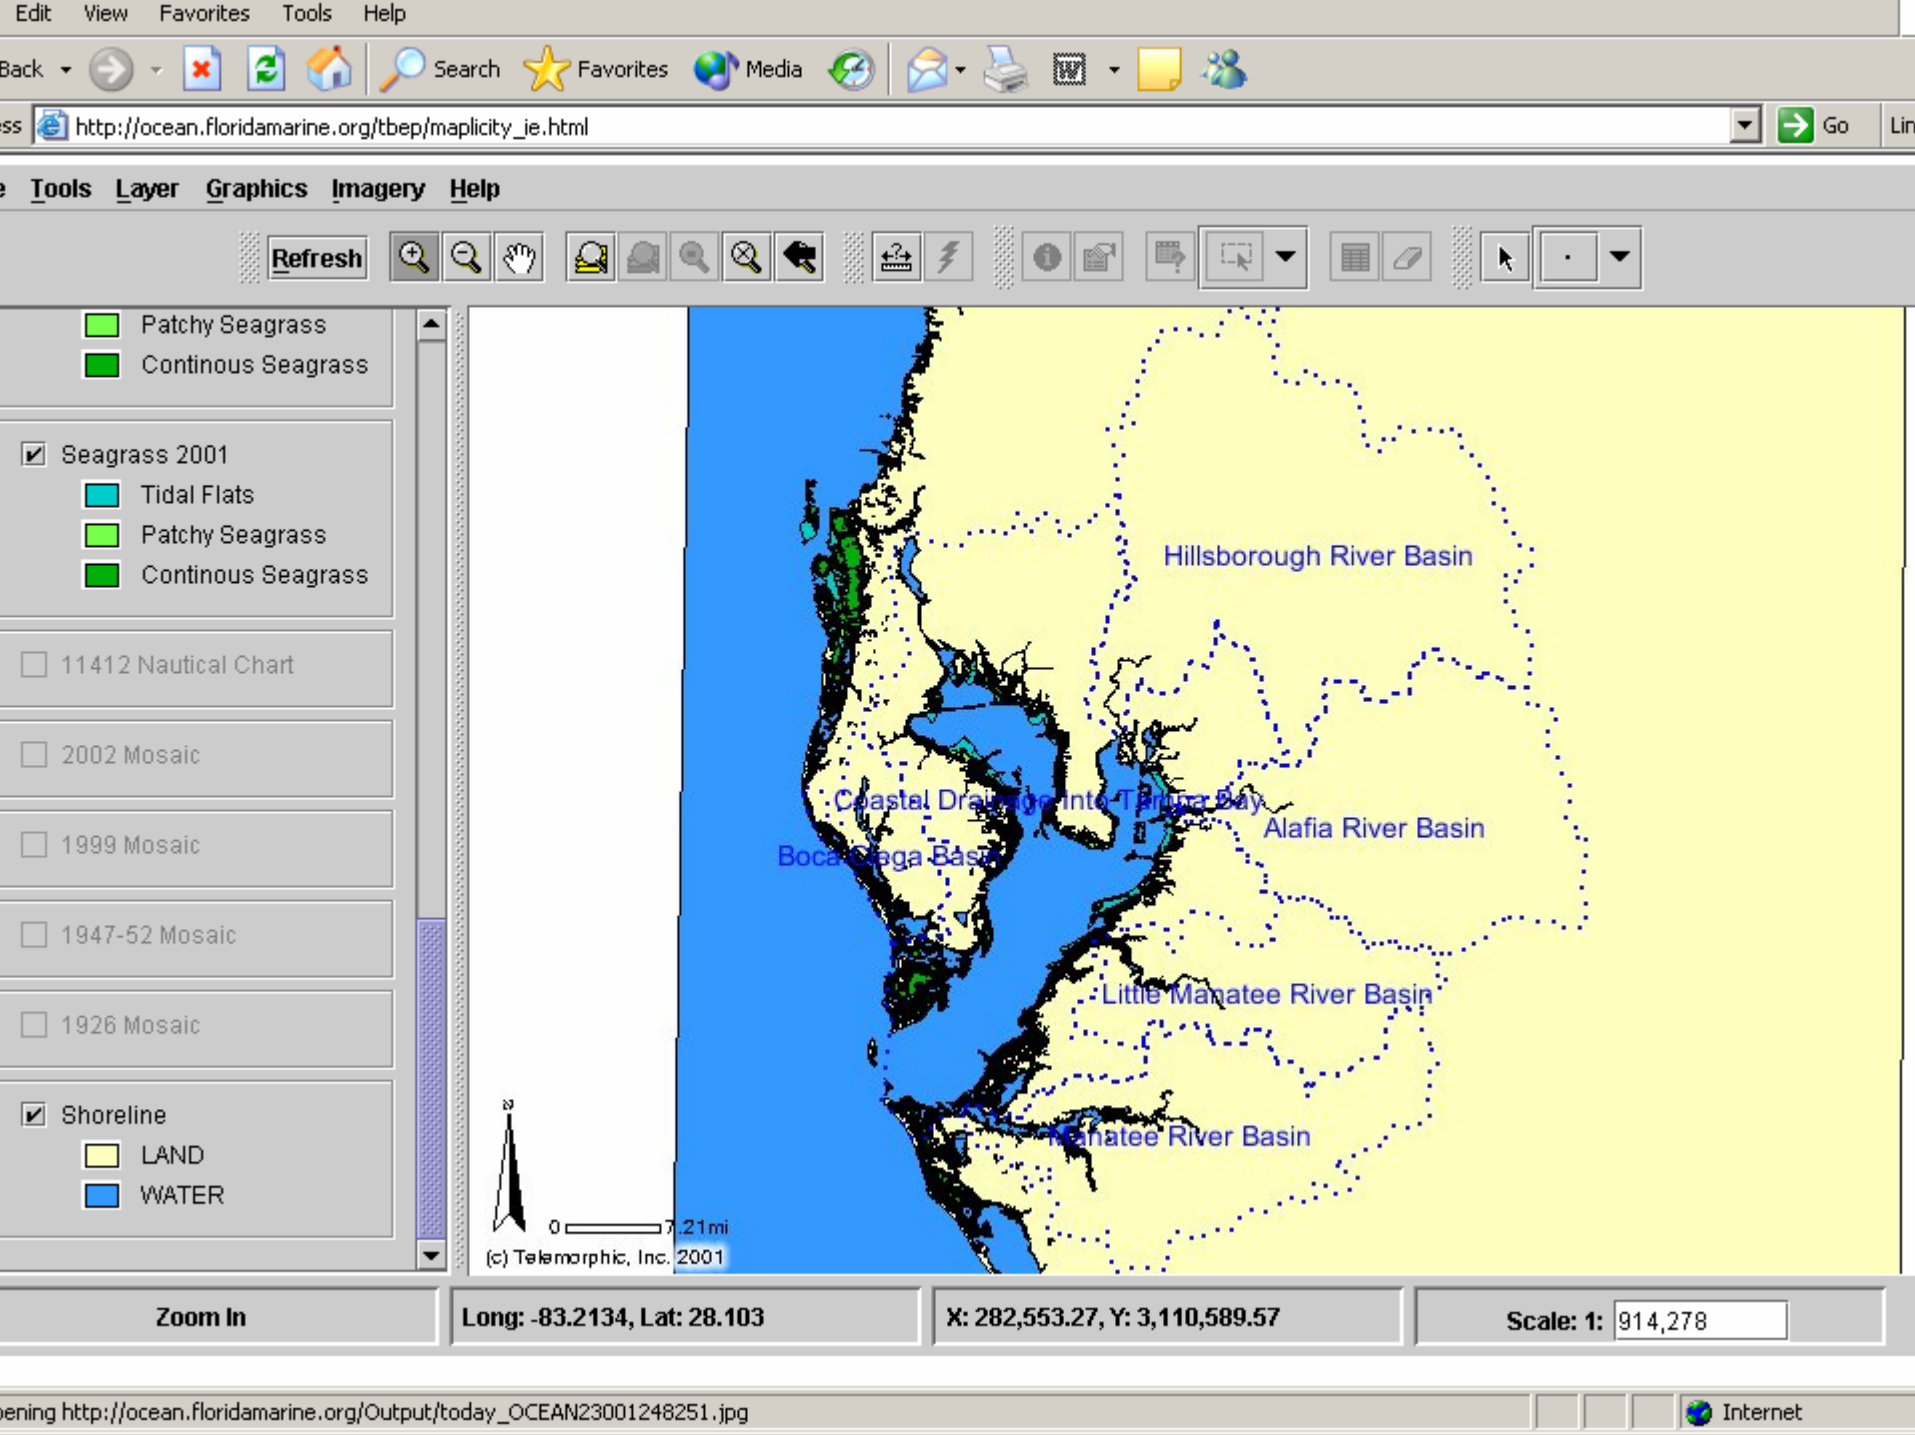 Edit View Favorites Tools Help
Back Search Favorites Media
ess http://ocean.floridamarine.org/tbep/maplicity_ie.html Go Lin
e Tools Layer Graphics Imagery Help
Refresh
Patchy Seagrass
Continous Seagrass
Seagrass 2001
Tidal Flats
Patchy Seagrass
Continous Seagrass
11412 Nautical Chart
2002 Mosaic
1999 Mosaic
1947-52 Mosaic
1926 Mosaic
Shoreline
LAND
WATER
Hillsborough River Basin
Coastal Drainage Into Tampa Bay
Alafia River Basin
Boca Ciega Basin
Little Manatee River Basin
Manatee River Basin
N
0 7.21mi
(c) Telemorphic, Inc. 2001
Zoom In Long: -83.2134, Lat: 28.103 X: 282,553.27, Y: 3,110,589.57 Scale: 1: 914,278
pening http://ocean.floridamarine.org/Output/today_OCEAN23001248251.jpg Internet